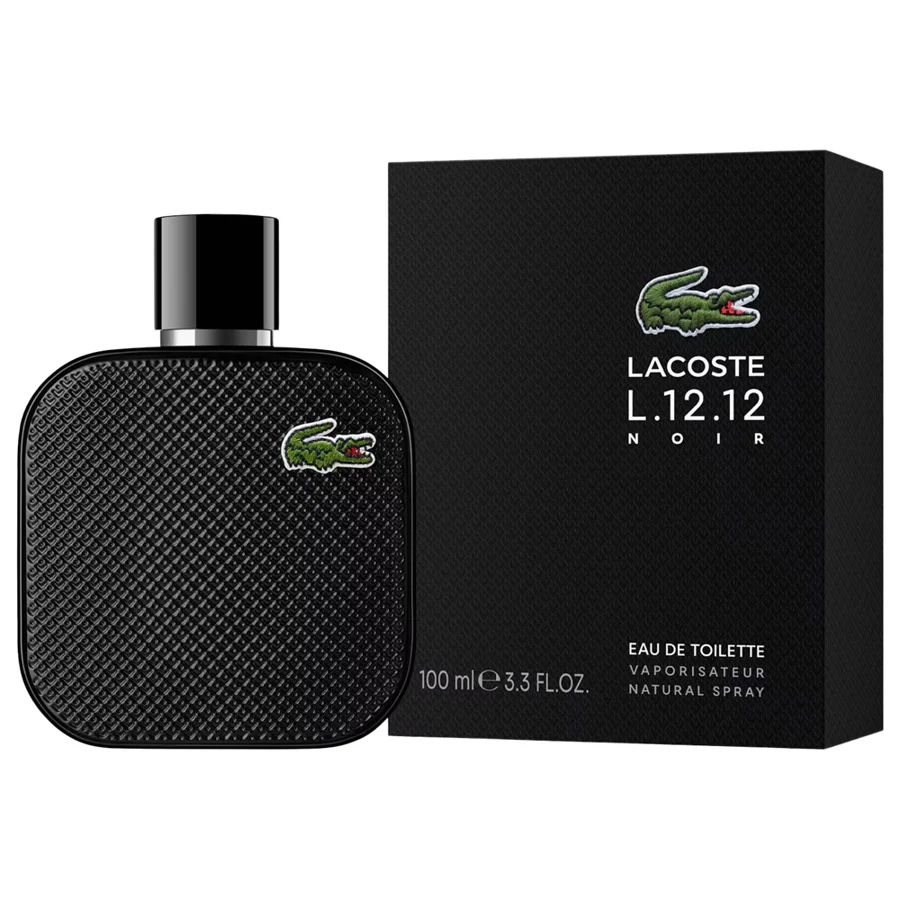 LACOSTE
L.12.12
NOIR
EAU DE TOILETTE
VAPORISATEUR
NATURAL SPRAY
100 ml ℮ 3.3 FL.OZ.